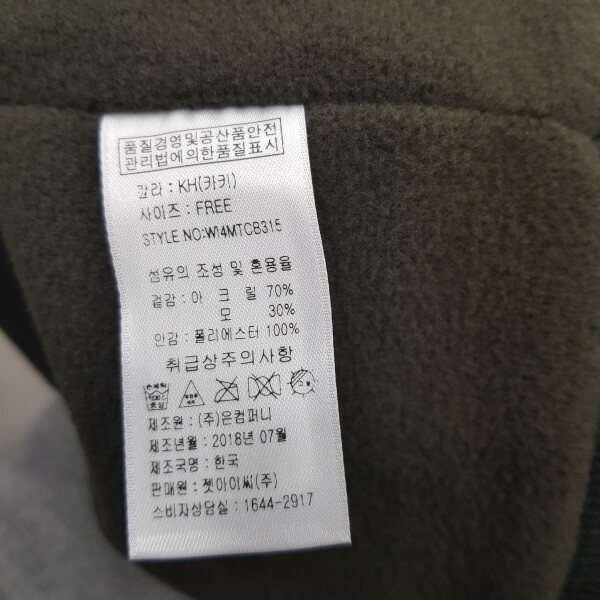 품질경영및공산품안전
관리법에의한품질표시
칼라 : KH(카키)
사이즈 : FREE
STYLE NO:W14MTCB315
섬유의 조성 및 혼용율
겉감 : 아 크 릴 70%
모 30%
안감 : 폴리에스터 100%
취급상주의사항
제조원 : (주)은컴퍼니
제조년월 : 2018년 07월
제조국명 : 한국
판매원 : 젯아이씨(주)
소비자상담실 : 1644-2917